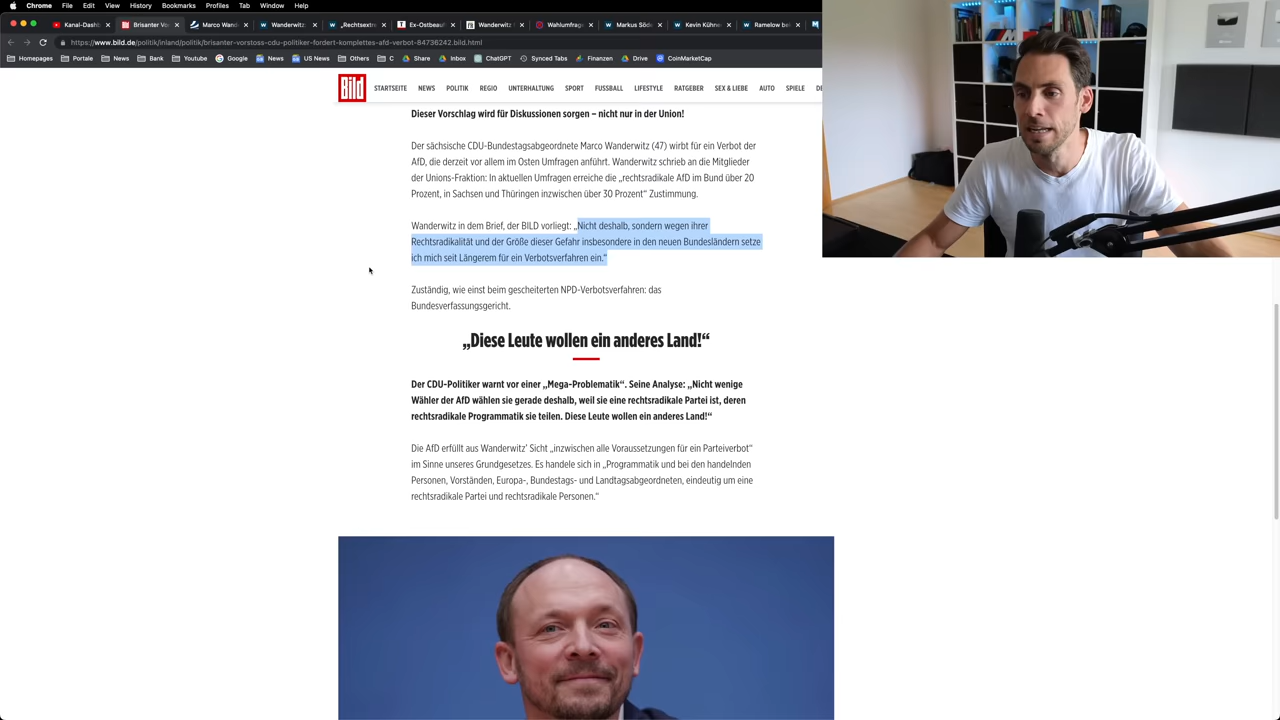 Chrome File Edit View History Bookmarks Profiles Tab Window Help
Kanal-Dashb Brisanter Vors Marco Wand Wanderwitz, „Rechtsextre Ex-Ostbeauf Wanderwitz Wahlumfrage Markus Söde Kevin Kühne Ramelow be
https://www.bild.de/politik/inland/politik/brisanter-vorstoss-cdu-politiker-fordert-komplettes-afd-verbot-84736242.bild.html
Homepages Portale News Bank Youtube Google News US News Others C Share Inbox ChatGPT Synced Tabs Finanzen Drive CoinMarketCap
Bild STARTSEITE NEWS POLITIK REGIO UNTERHALTUNG SPORT FUSSBALL LIFESTYLE RATGEBER SEX & LIEBE AUTO SPIELE DE
Dieser Vorschlag wird für Diskussionen sorgen – nicht nur in der Union!
Der sächsische CDU-Bundestagsabgeordnete Marco Wanderwitz (47) wirbt für ein Verbot der
AfD, die derzeit vor allem im Osten Umfragen anführt. Wanderwitz schrieb an die Mitglieder
der Unions-Fraktion: In aktuellen Umfragen erreiche die „rechtsradikale AfD im Bund über 20
Prozent, in Sachsen und Thüringen inzwischen über 30 Prozent“ Zustimmung.
Wanderwitz in dem Brief, der BILD vorliegt: „Nicht deshalb, sondern wegen ihrer
Rechtsradikalität und der Größe dieser Gefahr insbesondere in den neuen Bundesländern setze
ich mich seit Längerem für ein Verbotsverfahren ein.“
Zuständig, wie einst beim gescheiterten NPD-Verbotsverfahren: das
Bundesverfassungsgericht.
„Diese Leute wollen ein anderes Land!“
Der CDU-Politiker warnt vor einer „Mega-Problematik“. Seine Analyse: „Nicht wenige
Wähler der AfD wählen sie gerade deshalb, weil sie eine rechtsradikale Partei ist, deren
rechtsradikale Programmatik sie teilen. Diese Leute wollen ein anderes Land!“
Die AfD erfüllt aus Wanderwitz’ Sicht „inzwischen alle Voraussetzungen für ein Parteiverbot“
im Sinne unseres Grundgesetzes. Es handele sich in „Programmatik und bei den handelnden
Personen, Vorständen, Europa-, Bundestags- und Landtagsabgeordneten, eindeutig um eine
rechtsradikale Partei und rechtsradikale Personen.“